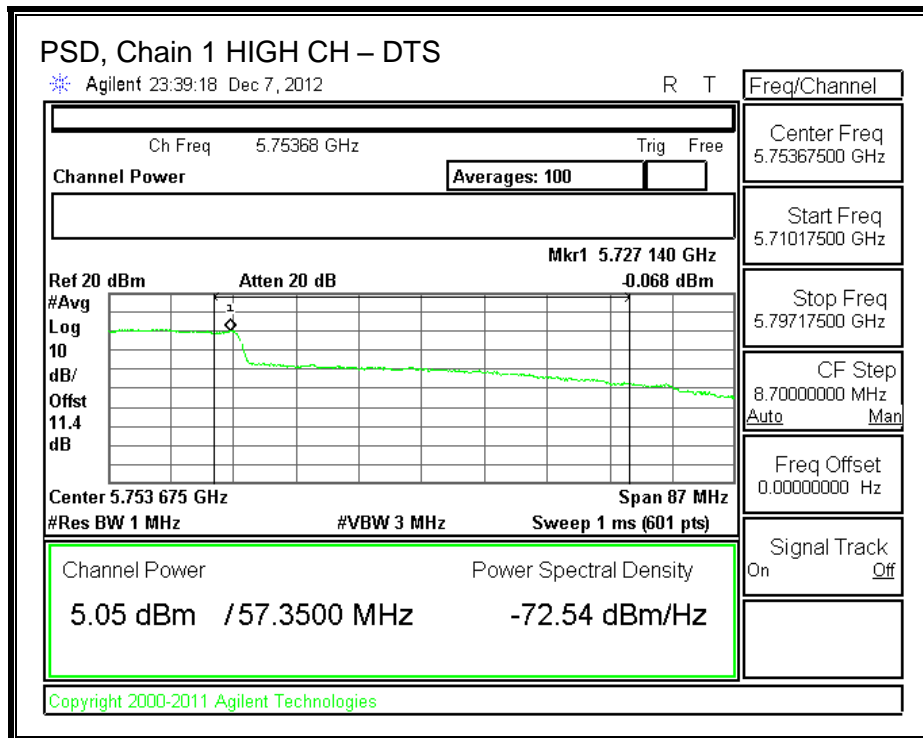 PSD, Chain 1 HIGH CH – DTS
Agilent 23:39:18 Dec 7, 2012 R T
Freq/Channel
Ch Freq 5.75368 GHz Trig Free
Channel Power Averages: 100
Mkr1 5.727 140 GHz
Ref 20 dBm Atten 20 dB -0.068 dBm
#Avg
Log
10
dB/
Offst
11.4
dB
1
Center 5.753 675 GHz Span 87 MHz
#Res BW 1 MHz #VBW 3 MHz Sweep 1 ms (601 pts)
Channel Power Power Spectral Density
5.05 dBm / 57.3500 MHz -72.54 dBm/Hz
Center Freq
5.75367500 GHz
Start Freq
5.71017500 GHz
Stop Freq
5.79717500 GHz
CF Step
8.70000000 MHz
Auto Man
Freq Offset
0.00000000 Hz
Signal Track
On Off
Copyright 2000-2011 Agilent Technologies